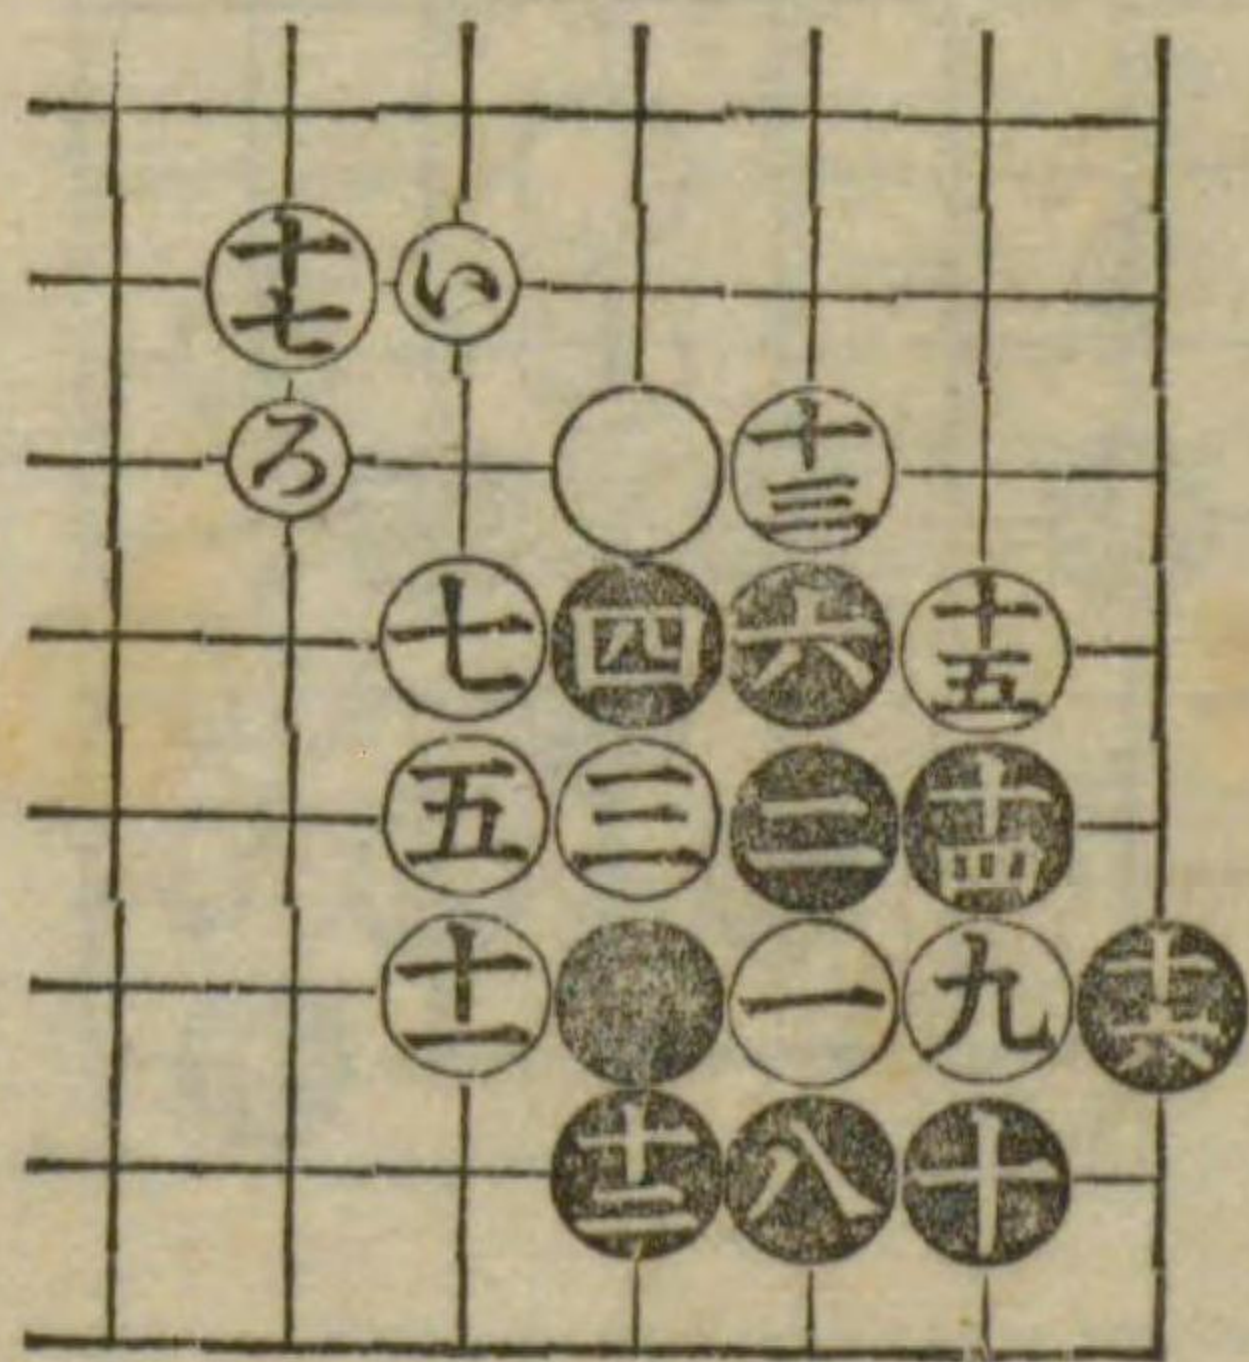 十七 い
ろ 十三
七 四 六 十五
五 三 二 十四
十一 一 九 十六
十二 八 十